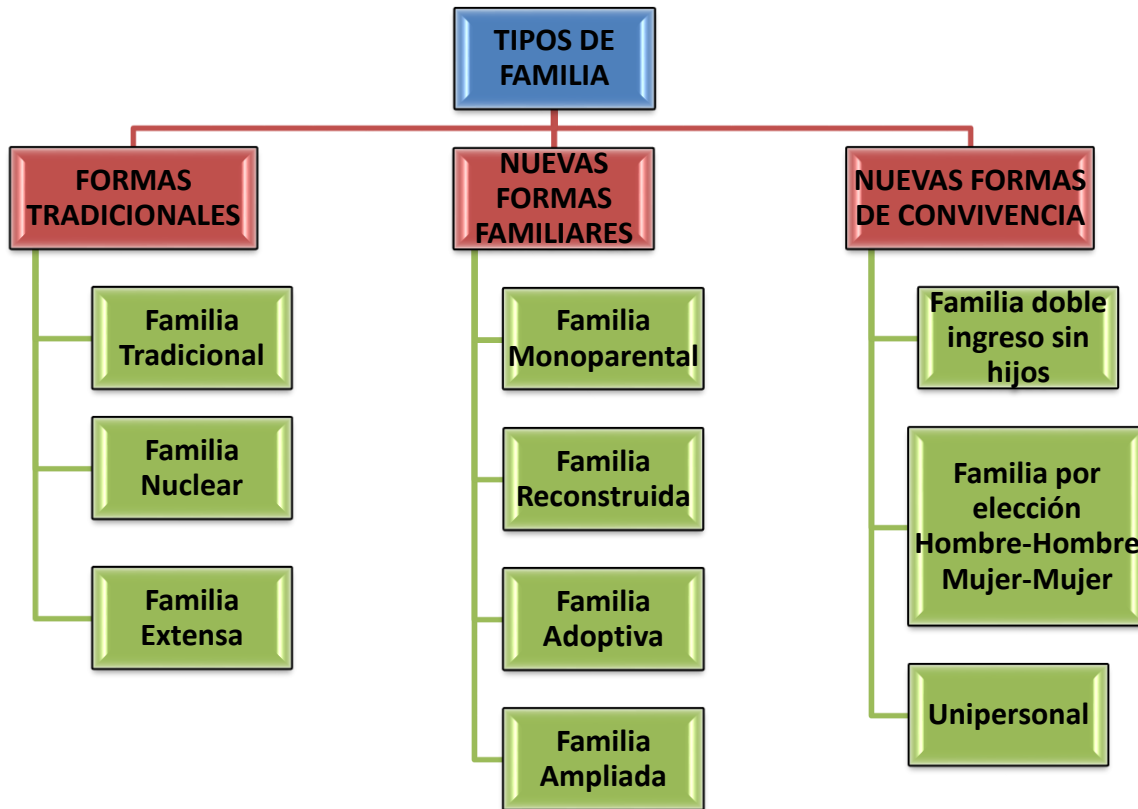 TIPOS DE
FAMILIA
FORMAS
TRADICIONALES
Familia
Tradicional
Familia
Nuclear
Familia
Extensa
NUEVAS
FORMAS
FAMILIARES
Familia
Monoparental
Familia
Reconstruida
Familia
Adoptiva
Familia
Ampliada
NUEVAS FORMAS
DE CONVIVENCIA
Familia doble
ingreso sin
hijos
Familia por
elección
Hombre-Hombre
Mujer-Mujer
Unipersonal